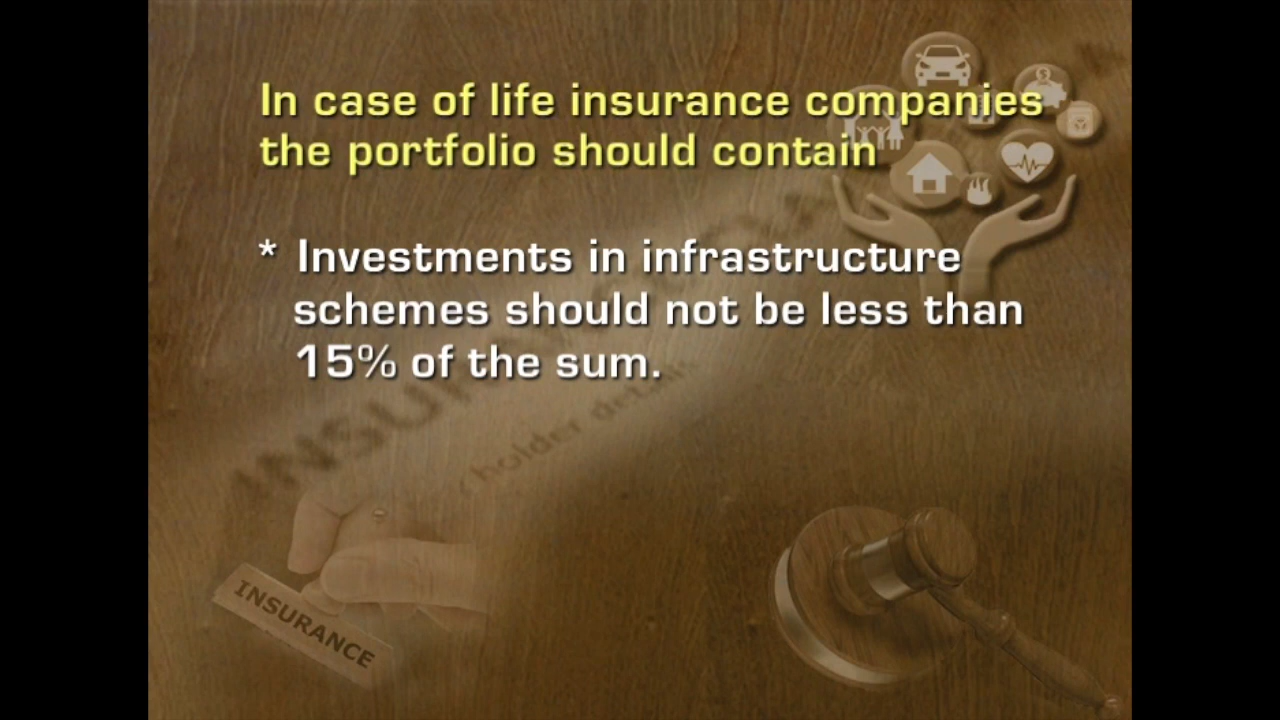 In case of life insurance companies
the portfolio should contain
* Investments in infrastructure
schemes should not be less than
15% of the sum.
INSURANCE